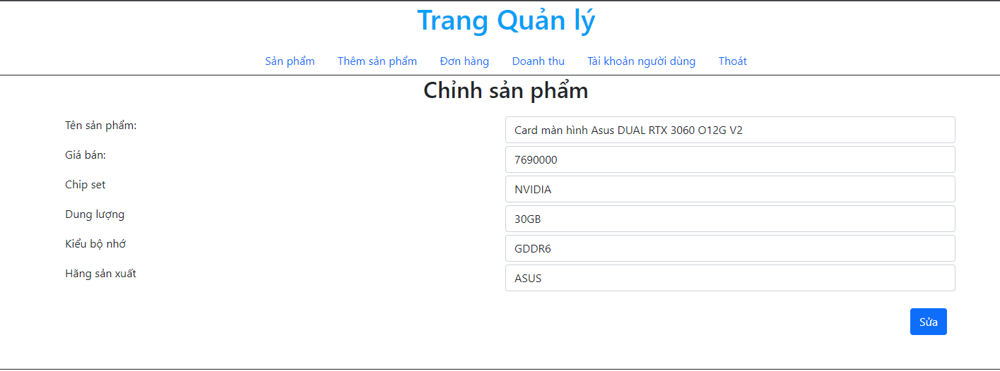 Trang Quản lý
Sản phẩm Thêm sản phẩm Đơn hàng Doanh thu Tài khoản người dùng Thoát
Chỉnh sản phẩm
Tên sản phẩm: Card màn hình Asus DUAL RTX 3060 O12G V2
Giá bán: 7690000
Chip set NVIDIA
Dung lượng 30GB
Kiểu bộ nhớ GDDR6
Hãng sản xuất ASUS
Sửa